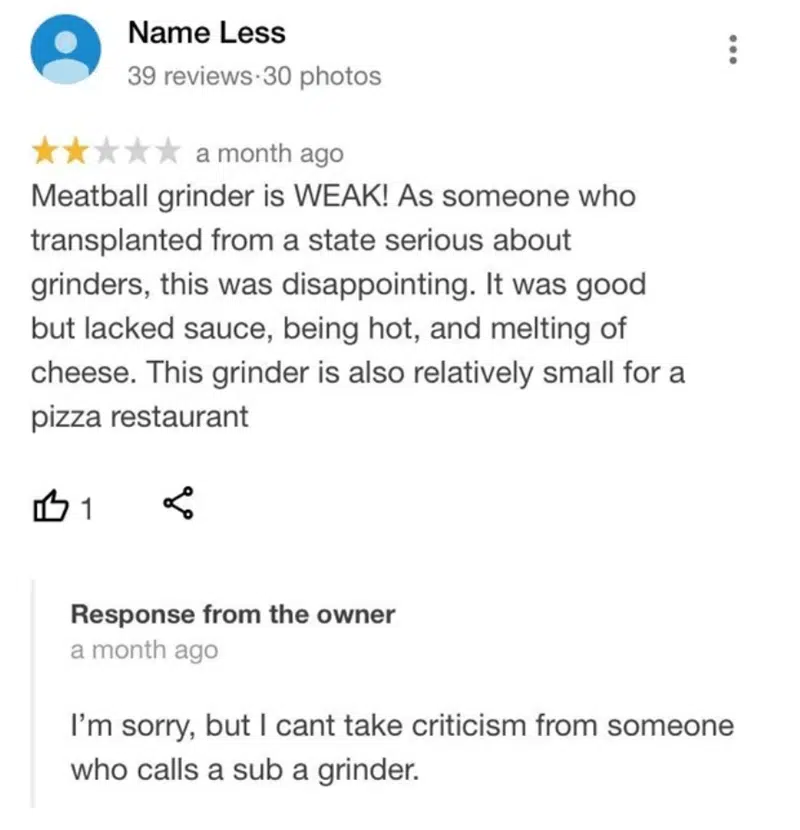 Name Less
39 reviews·30 photos
a month ago
Meatball grinder is WEAK! As someone who
transplanted from a state serious about
grinders, this was disappointing. It was good
but lacked sauce, being hot, and melting of
cheese. This grinder is also relatively small for a
pizza restaurant
1
Response from the owner
a month ago
I'm sorry, but I cant take criticism from someone
who calls a sub a grinder.